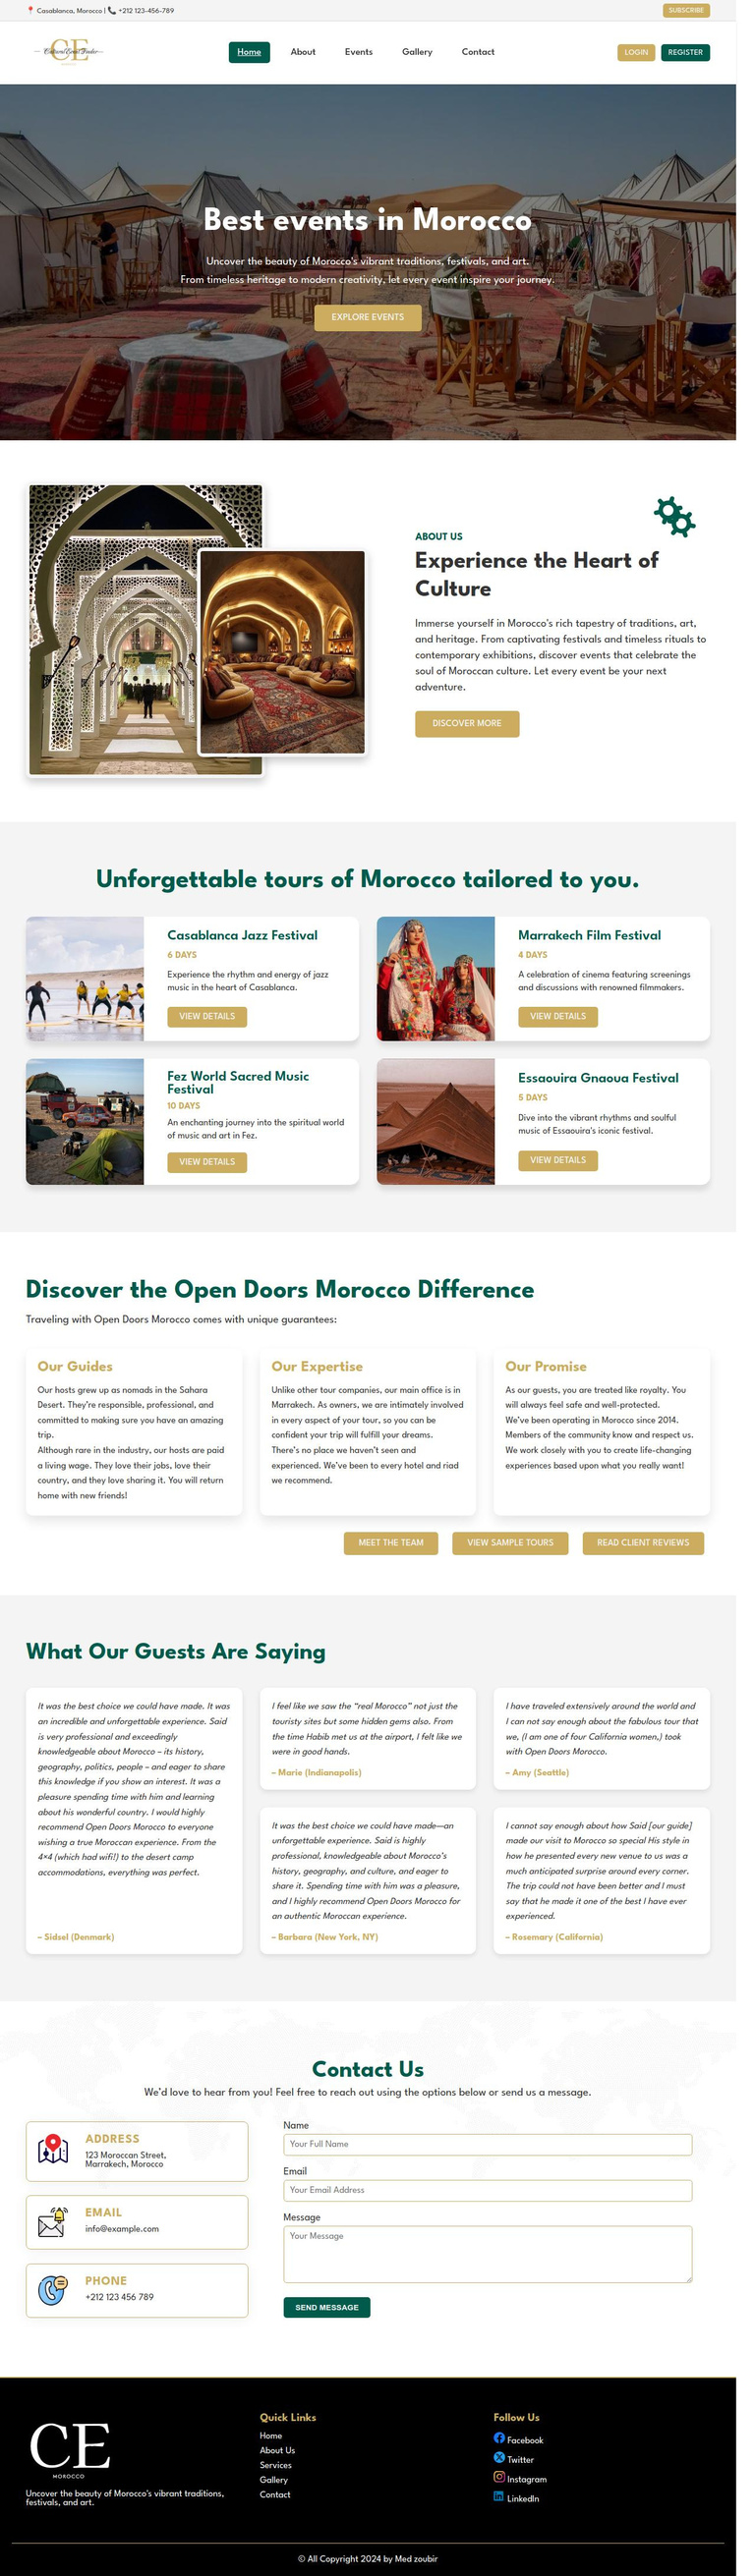 📍 Casablanca, Morocco | 📞 +212 123-456-789
SUBSCRIBE
CE
Cultural Event Finder
Home
About
Events
Gallery
Contact
LOGIN
REGISTER
Best events in Morocco
Uncover the beauty of Morocco's vibrant traditions, festivals, and art.
From timeless heritage to modern creativity, let every event inspire your journey.
EXPLORE EVENTS
ABOUT US
Experience the Heart of
Culture
Immerse yourself in Morocco's rich tapestry of traditions, art,
and heritage. From captivating festivals and timeless rituals to
contemporary exhibitions, discover events that celebrate the
soul of Moroccan culture. Let every event be your next
adventure.
DISCOVER MORE
Unforgettable tours of Morocco tailored to you.
Casablanca Jazz Festival
6 DAYS
Experience the rhythm and energy of jazz
music in the heart of Casablanca.
VIEW DETAILS
Marrakech Film Festival
4 DAYS
A celebration of cinema featuring screenings
and discussions with renowned filmmakers.
VIEW DETAILS
Fez World Sacred Music
Festival
10 DAYS
An enchanting journey into the spiritual world
of music and art in Fez.
VIEW DETAILS
Essaouira Gnaoua Festival
5 DAYS
Dive into the vibrant rhythms and soulful
music of Essaouira's iconic festival.
VIEW DETAILS
Discover the Open Doors Morocco Difference
Traveling with Open Doors Morocco comes with unique guarantees:
Our Guides
Our hosts grew up as nomads in the Sahara
Desert. They're responsible, professional, and
committed to making sure you have an amazing
trip.
Although rare in the industry, our hosts are paid
a living wage. They love their jobs, love their
country, and they love sharing it. You will return
home with new friends!
Our Expertise
Unlike other tour companies, our main office is in
Marrakech. As owners, we are intimately involved
in every aspect of your tour, so you can be
confident your trip will fulfill your dreams.
There's no place we haven't seen and
experienced. We've been to every hotel and riad
we recommend.
Our Promise
As our guests, you are treated like royalty. You
will always feel safe and well-protected.
We've been operating in Morocco since 2014.
Members of the community know and respect us.
We work closely with you to create life-changing
experiences based upon what you really want!
MEET THE TEAM
VIEW SAMPLE TOURS
READ CLIENT REVIEWS
What Our Guests Are Saying
It was the best choice we could have made. It was
an incredible and unforgettable experience. Said
is very professional and exceedingly
knowledgeable about Morocco – its history,
geography, politics, people – and eager to share
this knowledge if you show an interest. It was a
pleasure spending time with him and learning
about his wonderful country. I would highly
recommend Open Doors Morocco to everyone
wishing a true Moroccan experience. From the
4×4 (which had wifi!) to the desert camp
accommodations, everything was perfect.
– Sidsel (Denmark)
I feel like we saw the “real Morocco” not just the
touristy sites but some hidden gems also. From
the time Habib met us at the airport, I felt like we
were in good hands.
– Marie (Indianapolis)
I have traveled extensively around the world and
I can not say enough about the fabulous tour that
we, (I am one of four California women,) took
with Open Doors Morocco.
– Amy (Seattle)
It was the best choice we could have made—an
unforgettable experience. Said is highly
professional, knowledgeable about Morocco's
history, geography, and culture, and eager to
share it. Spending time with him was a pleasure,
and I highly recommend Open Doors Morocco for
an authentic Moroccan experience.
– Barbara (New York, NY)
I cannot say enough about how Said [our guide]
made our visit to Morocco so special His style in
how he presented every new venue to us was a
much anticipated surprise around every corner.
The trip could not have been better and I must
say that he made it one of the best I have ever
experienced.
– Rosemary (California)
Contact Us
We'd love to hear from you! Feel free to reach out using the options below or send us a message.
ADDRESS
123 Moroccan Street,
Marrakech, Morocco
EMAIL
info@example.com
PHONE
+212 123 456 789
Name
Your Full Name
Email
Your Email Address
Message
Your Message
SEND MESSAGE
CE
MOROCCO
Uncover the beauty of Morocco's vibrant traditions,
festivals, and art.
Quick Links
Home
About Us
Services
Gallery
Contact
Follow Us
Facebook
Twitter
Instagram
LinkedIn
© All Copyright 2024 by Med zoubir